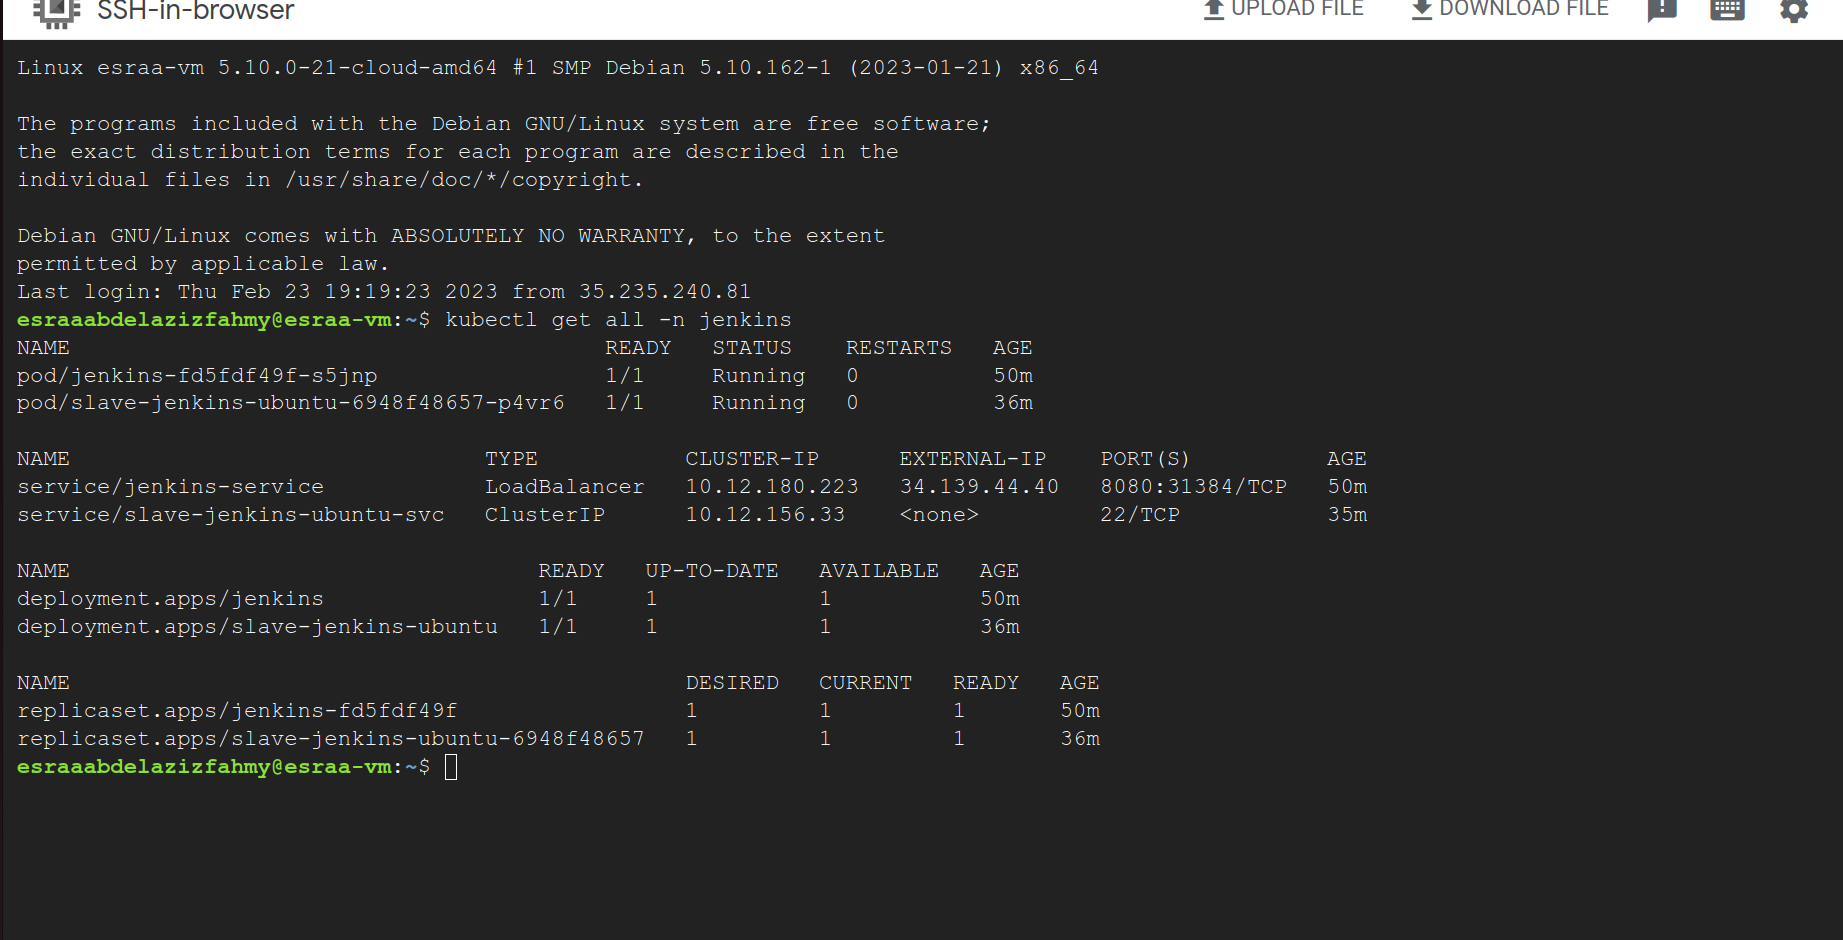 SSH-in-browser UPLOAD FILE DOWNLOAD FILE
Linux esraa-vm 5.10.0-21-cloud-amd64 #1 SMP Debian 5.10.162-1 (2023-01-21) x86_64
The programs included with the Debian GNU/Linux system are free software;
the exact distribution terms for each program are described in the
individual files in /usr/share/doc/*/copyright.
Debian GNU/Linux comes with ABSOLUTELY NO WARRANTY, to the extent
permitted by applicable law.
Last login: Thu Feb 23 19:19:23 2023 from 35.235.240.81
esraaabdelazizfahmy@esraa-vm:~$ kubectl get all -n jenkins
NAME READY STATUS RESTARTS AGE
pod/jenkins-fd5fdf49f-s5jnp 1/1 Running 0 50m
pod/slave-jenkins-ubuntu-6948f48657-p4vr6 1/1 Running 0 36m
NAME TYPE CLUSTER-IP EXTERNAL-IP PORT(S) AGE
service/jenkins-service LoadBalancer 10.12.180.223 34.139.44.40 8080:31384/TCP 50m
service/slave-jenkins-ubuntu-svc ClusterIP 10.12.156.33 <none> 22/TCP 35m
NAME READY UP-TO-DATE AVAILABLE AGE
deployment.apps/jenkins 1/1 1 1 50m
deployment.apps/slave-jenkins-ubuntu 1/1 1 1 36m
NAME DESIRED CURRENT READY AGE
replicaset.apps/jenkins-fd5fdf49f 1 1 1 50m
replicaset.apps/slave-jenkins-ubuntu-6948f48657 1 1 1 36m
esraaabdelazizfahmy@esraa-vm:~$